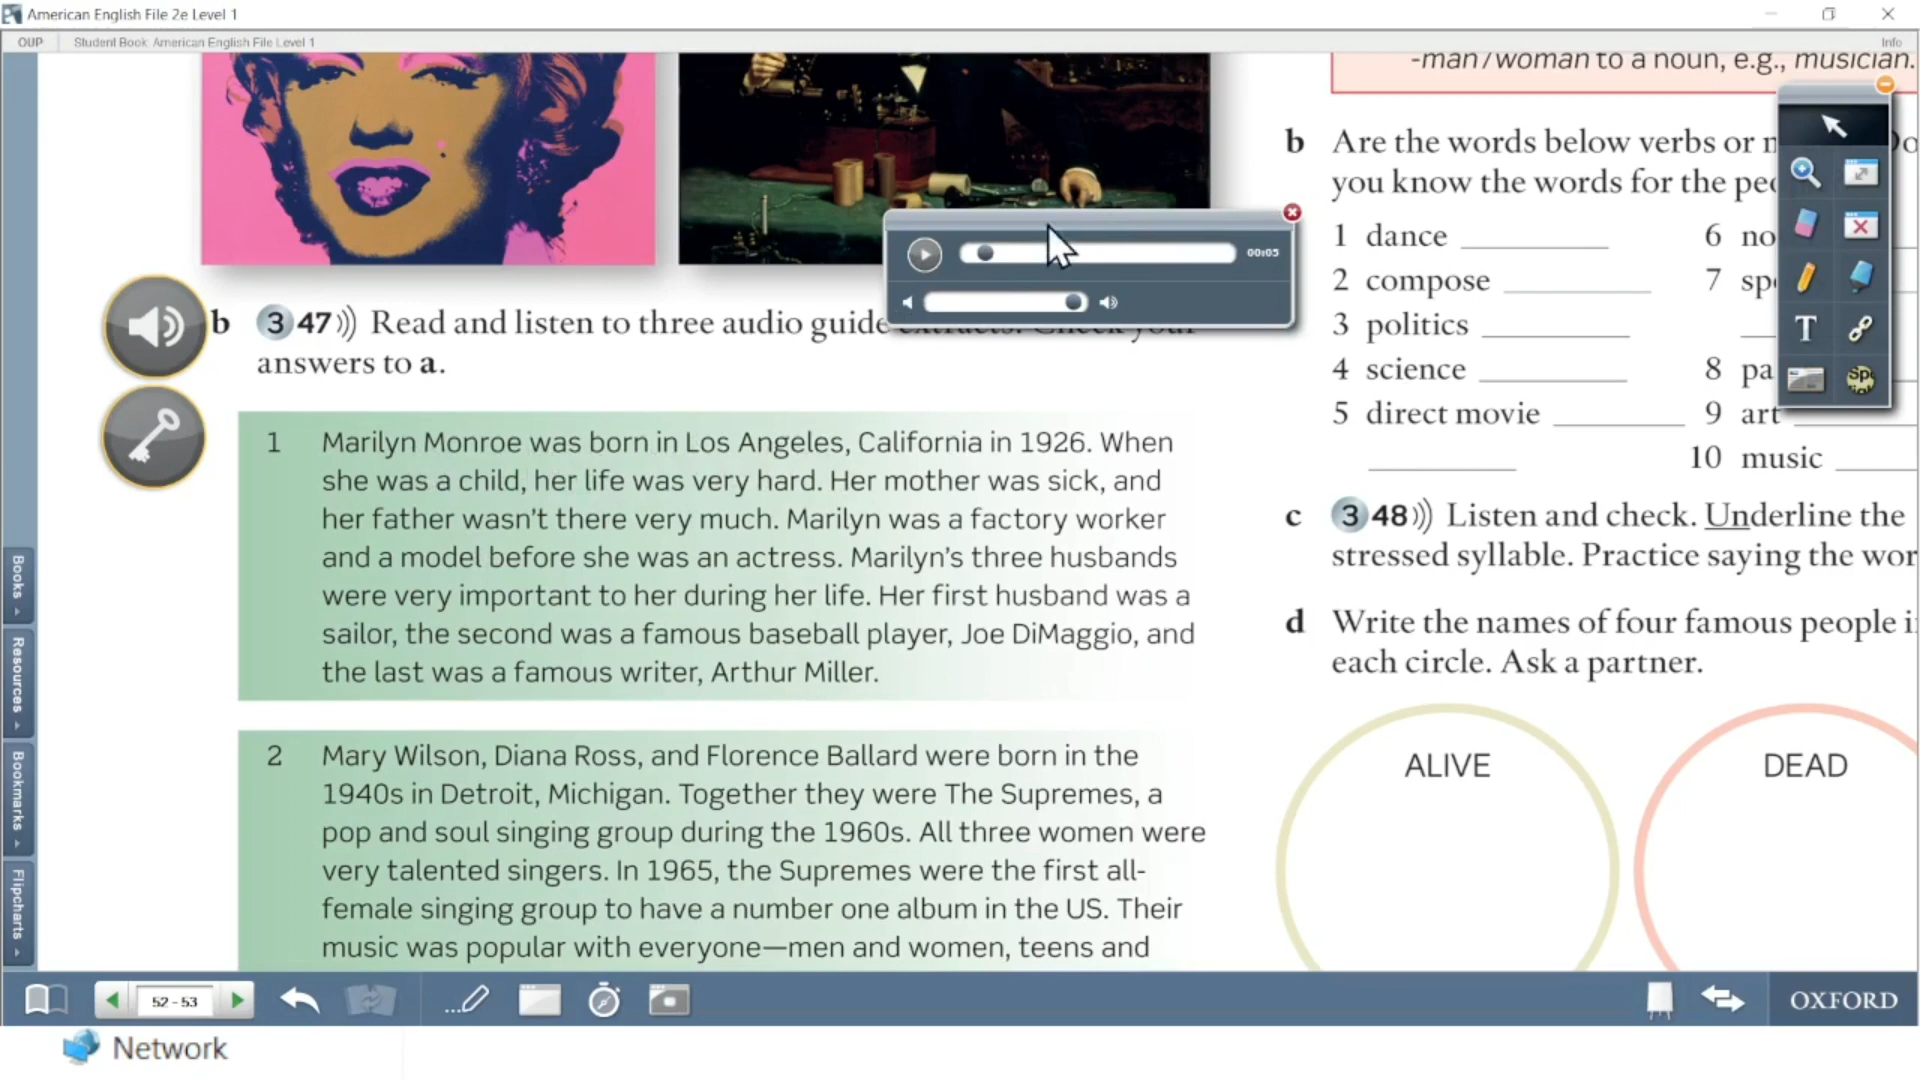 American English File 2e Level 1
OUP Student Book: American English File Level 1 Info
-man/woman to a noun, e.g., musician.
b Are the words below verbs or
you know the words for the
1 dance
2 compose
3 politics
4 science
5 direct movie
6
7
8
9 art
10 music
00:05
b 3 47 Read and listen to three audio guide
answers to a.
1 Marilyn Monroe was born in Los Angeles, California in 1926. When
she was a child, her life was very hard. Her mother was sick, and
her father wasn't there very much. Marilyn was a factory worker
and a model before she was an actress. Marilyn's three husbands
were very important to her during her life. Her first husband was a
sailor, the second was a famous baseball player, Joe DiMaggio, and
the last was a famous writer, Arthur Miller.
2 Mary Wilson, Diana Ross, and Florence Ballard were born in the
1940s in Detroit, Michigan. Together they were The Supremes, a
pop and soul singing group during the 1960s. All three women were
very talented singers. In 1965, the Supremes were the first all-
female singing group to have a number one album in the US. Their
music was popular with everyone—men and women, teens and
c 3 48 Listen and check. Underline the
stressed syllable. Practice saying the
d Write the names of four famous people
each circle. Ask a partner.
ALIVE
DEAD
T
Books
Resources
Bookmarks
Flipcharts
52 - 53
OXFORD
Network